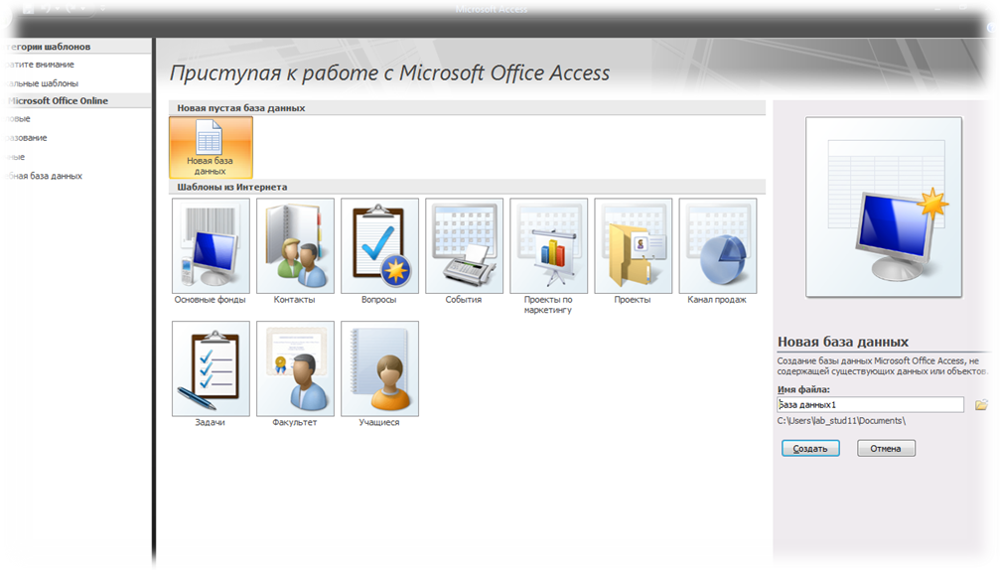 Microsoft Access
Приступая к работе с Microsoft Office Access
атегории шаблонов
ратите внимание
альные шаблоны
Microsoft Office Online
овые
азование
ные
бная база данных
Новая пустая база данных
Новая база
данных
Шаблоны из Интернета
Основные фонды
Контакты
Вопросы
События
Проекты по
маркетингу
Проекты
Канал продаж
Задачи
Факультет
Учащиеся
Новая база данных
Создание базы данных Microsoft Office Access, не
содержащей существующих данных или объектов.
Имя файла:
База данных1
C:\Users\lab_stud11\Documents\
Создать
Отмена